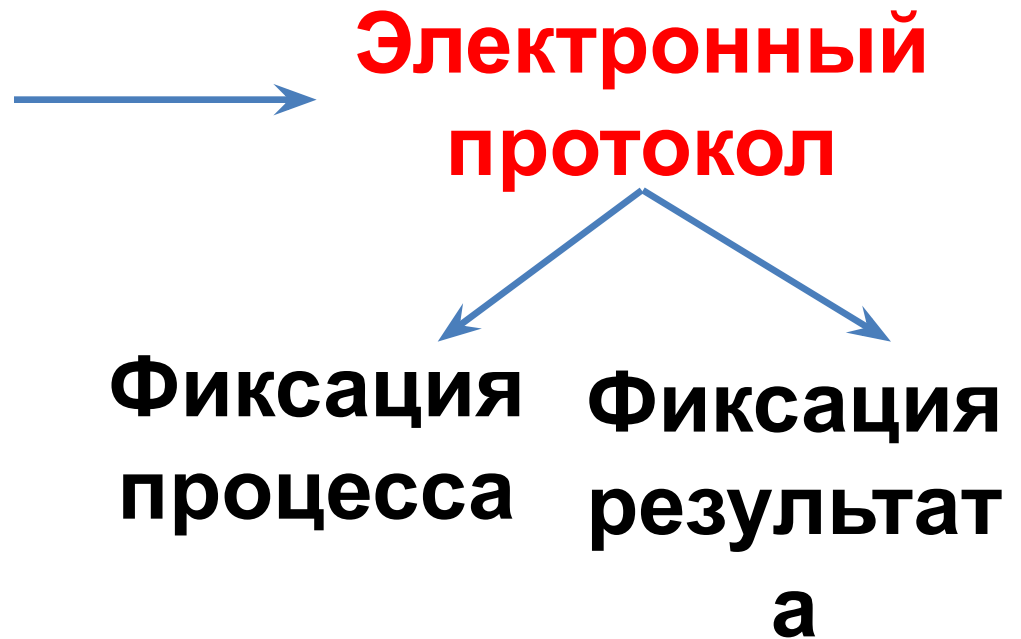 Электронный
протокол
Фиксация
процесса
Фиксация
результат
а